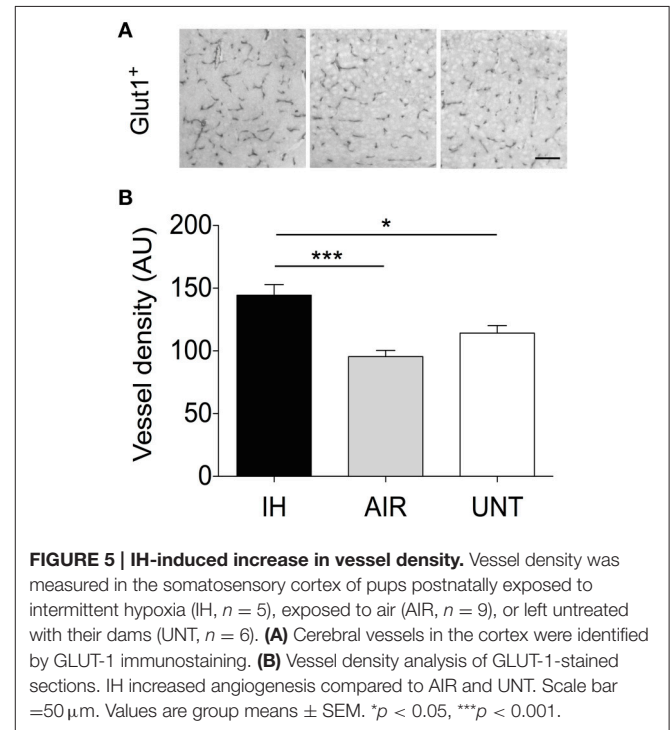 A
Glut1⁺
B
Vessel density (AU)
200
150
100
50
0
*
***
IH
AIR
UNT
FIGURE 5 | IH-induced increase in vessel density. Vessel density was
measured in the somatosensory cortex of pups postnatally exposed to
intermittent hypoxia (IH, n = 5), exposed to air (AIR, n = 9), or left untreated
with their dams (UNT, n = 6). (A) Cerebral vessels in the cortex were identified
by GLUT-1 immunostaining. (B) Vessel density analysis of GLUT-1-stained
sections. IH increased angiogenesis compared to AIR and UNT. Scale bar
=50 μm. Values are group means ± SEM. *p < 0.05, ***p < 0.001.